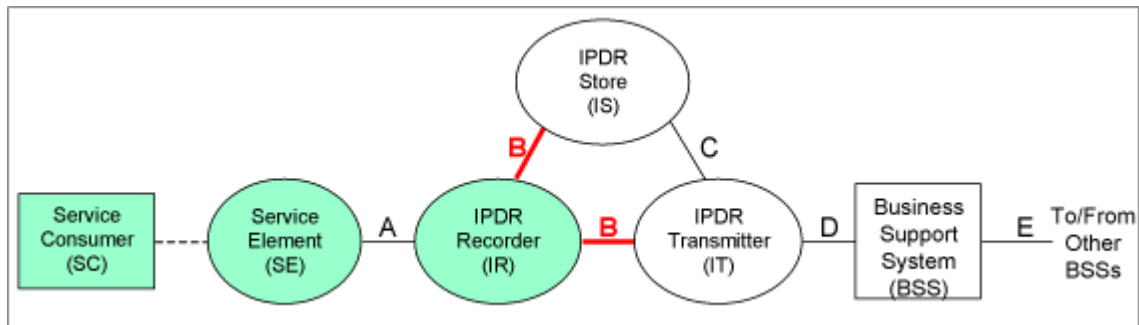 IPDR
Store
(IS)
B
C
Service
Consumer
(SC)
Service
Element
(SE)
A
IPDR
Recorder
(IR)
B
IPDR
Transmitter
(IT)
D
Business
Support
System
(BSS)
E
To/From
Other
BSSs